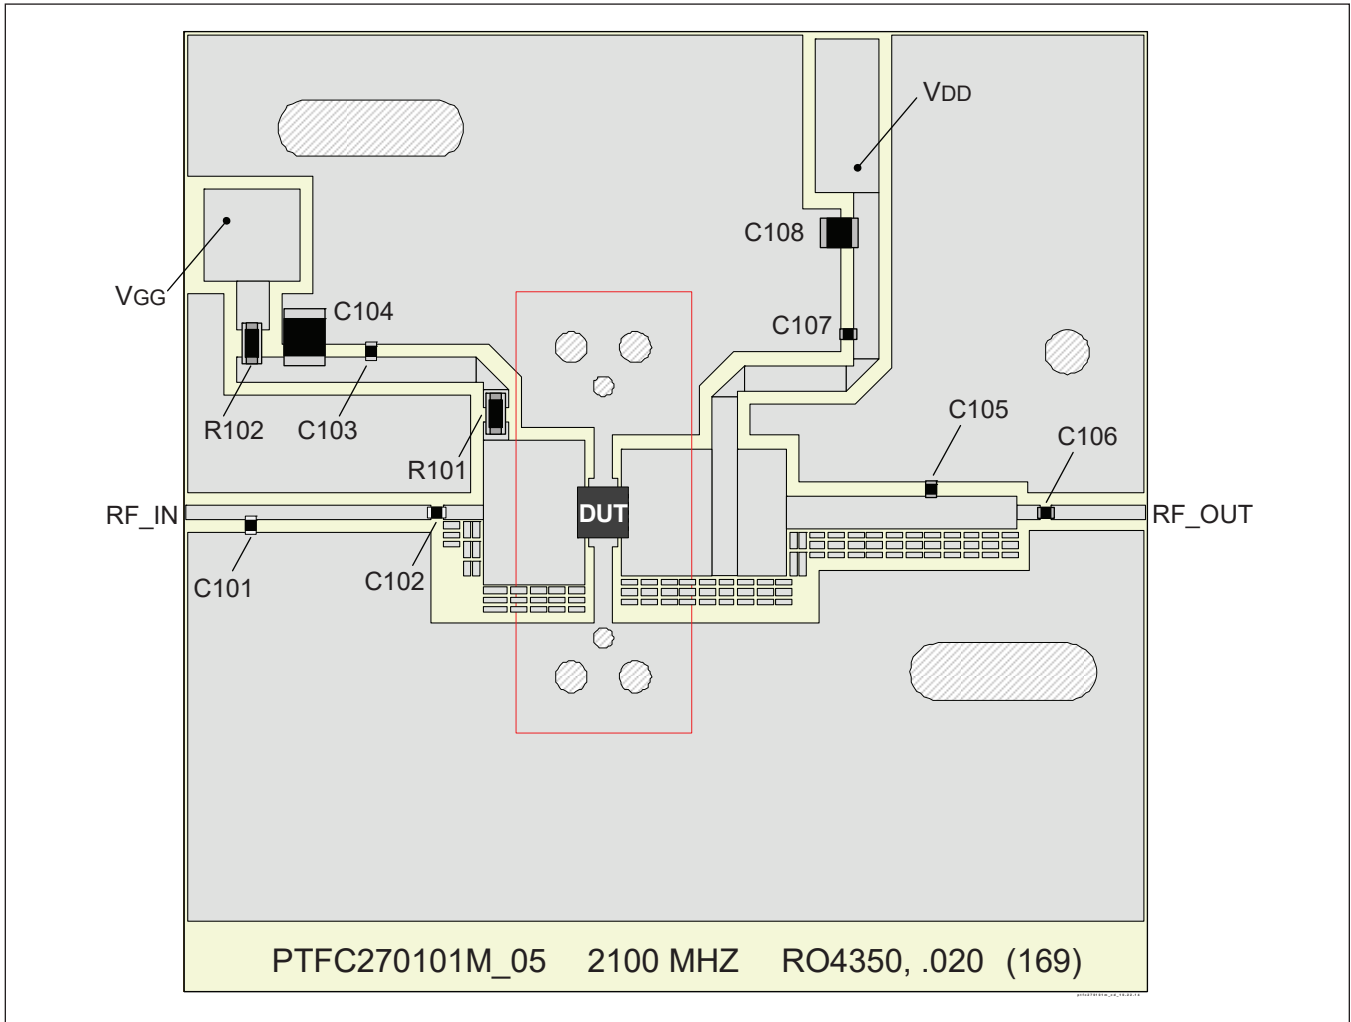 VDD
C108
VGG
C104
C107
R102
C103
C105
C106
R101
RF_IN
DUT
RF_OUT
C101
C102
PTFC270101M_05 2100 MHZ RO4350, .020 (169)